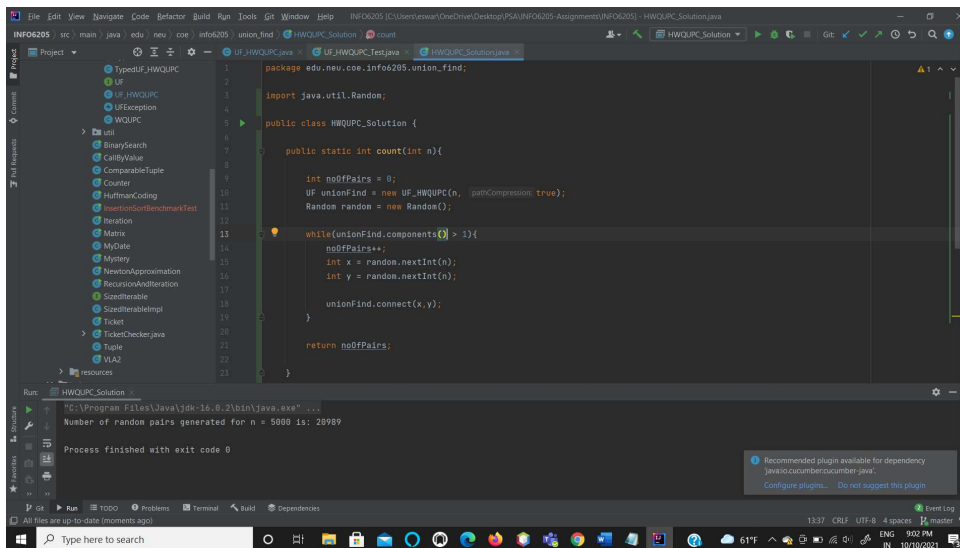 File Edit View Navigate Code Refactor Build Run Tools Git Window Help INFO6205 [C:\Users\eswar\OneDrive\Desktop\PSA\INFO6205-Assignments\INFO6205] - HWQUPC_Solution.java
INFO6205 src main java edu neu coe info6205 union_find HWQUPC_Solution count HWQUPC_Solution Git:
Project UF_HWQUPC.java UF_HWQUPC_Test.java HWQUPC_Solution.java
TypedUF_HWQUPC
UF
UF_HWQUPC
UFException
WQUPC
util
BinarySearch
CallByValue
ComparableTuple
Counter
HuffmanCoding
InsertionSortBenchmarkTest
Iteration
Matrix
MyDate
Mystery
NewtonApproximation
RecursionAndIteration
SizedIterable
SizedIterableImpl
Ticket
TicketChecker.java
Tuple
VLA2
resources
1 package edu.neu.coe.info6205.union_find;
2
3 import java.util.Random;
4
5 public class HWQUPC_Solution {
6
7 public static int count(int n){
8
9 int noOfPairs = 0;
10 UF unionFind = new UF_HWQUPC(n, pathCompression: true);
11 Random random = new Random();
12
13 while(unionFind.components() > 1){
14 noOfPairs++;
15 int x = random.nextInt(n);
16 int y = random.nextInt(n);
17
18 unionFind.connect(x,y);
19 }
20
21 return noOfPairs;
22
23 }
1
Project
Commit
Pull Requests
Structure
Favorites
Run: HWQUPC_Solution
"C:\Program Files\Java\jdk-16.0.2\bin\java.exe" ...
Number of random pairs generated for n = 5000 is: 20989
Process finished with exit code 0
Recommended plugin available for dependency
'java:io.cucumber:cucumber-java'.
Configure plugins... Do not suggest this plugin
Git Run TODO Problems Terminal Build Dependencies 2 Event Log
All files are up-to-date (moments ago) 13:37 CRLF UTF-8 4 spaces master
Type here to search 61°F ENG 9:02 PM
IN 10/10/2021